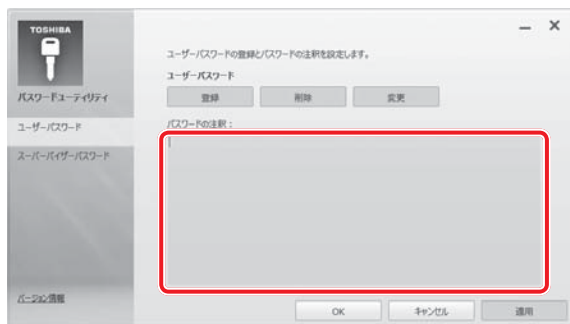 TOSHIBA
パスワードユーティリティ
ユーザーパスワード
スーパーバイザーパスワード
バージョン情報
ユーザーパスワードの登録とパスワードの注釈を設定します。
ユーザーパスワード
登録 削除 変更
パスワードの注釈：
OK キャンセル 適用